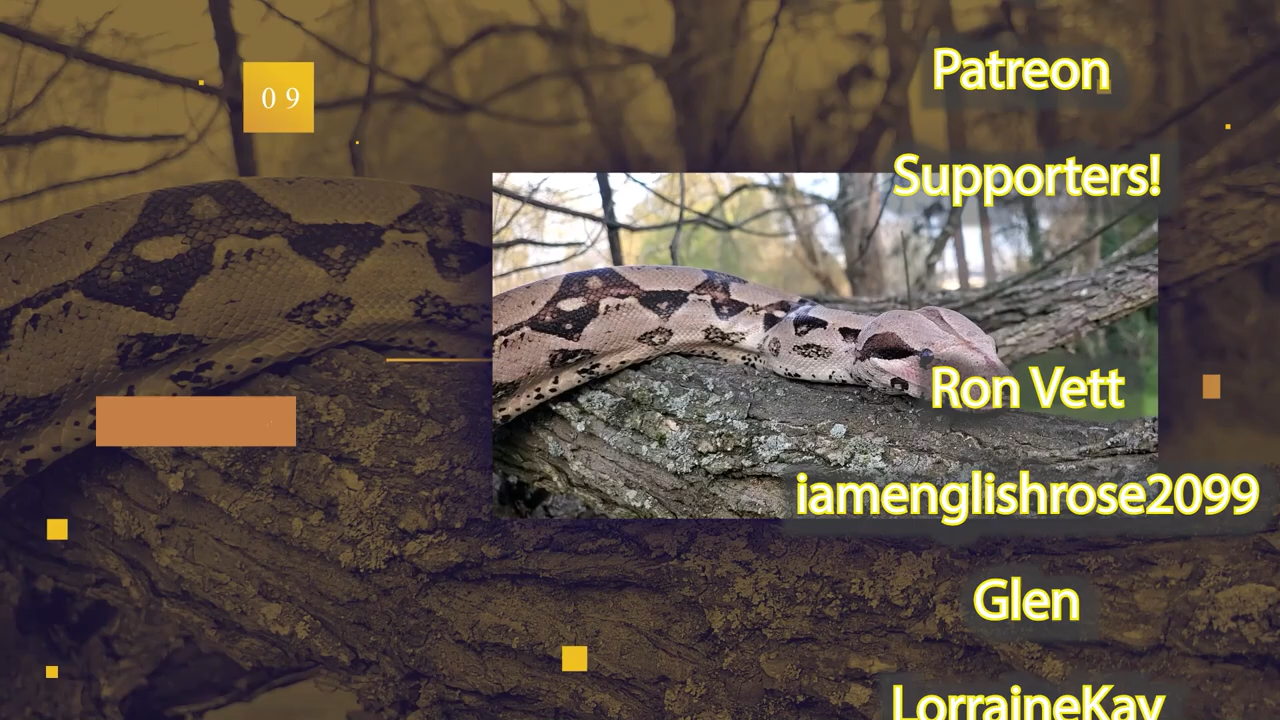 09
Patreon
Supporters!
Ron Vett
iamenglishrose2099
Glen
LorraineKay